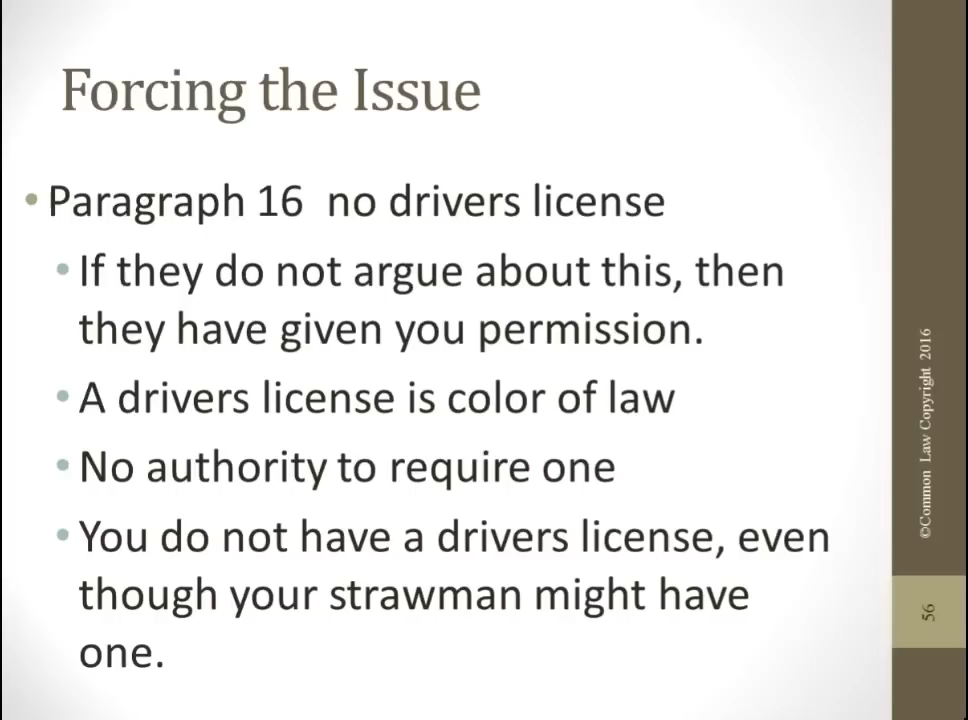 Forcing the Issue
• Paragraph 16  no drivers license
• If they do not argue about this, then
they have given you permission.
• A drivers license is color of law
• No authority to require one
• You do not have a drivers license, even
though your strawman might have
one.
©Common Law Copyright 2016
56